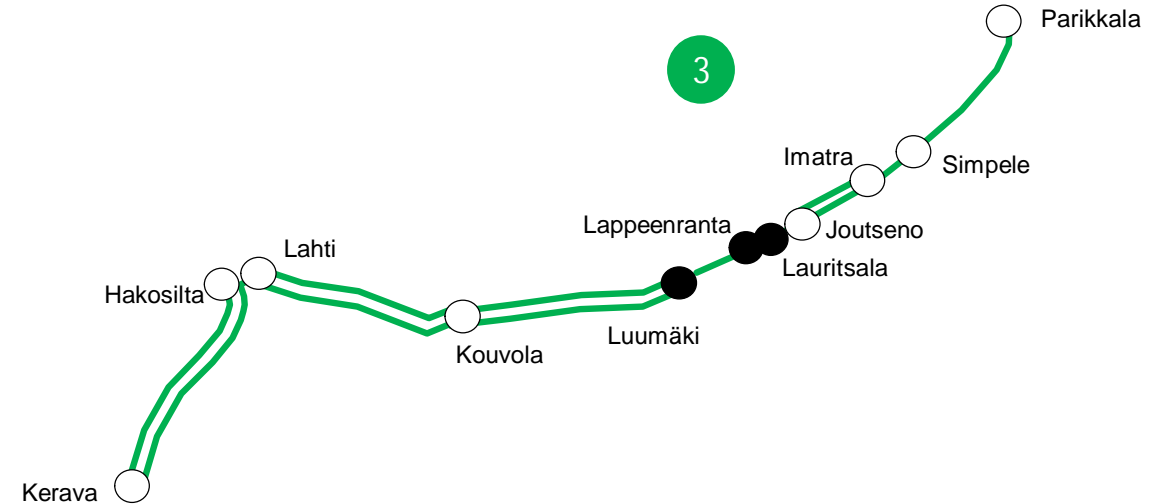 Parikkala
3
Imatra
Simpele
Lappeenranta
Joutseno
Lauritsala
Lahti
Hakosilta
Luumäki
Kouvola
Kerava